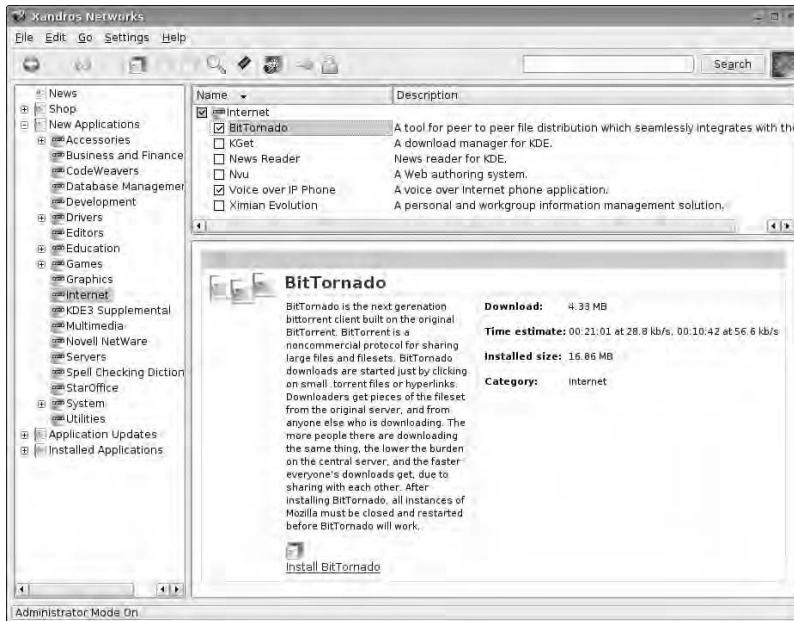 Xandros Networks
File Edit Go Settings Help
Search
News
Shop
New Applications
Accessories
Business and Finance
CodeWeavers
Database Managemer
Development
Drivers
Editors
Education
Games
Graphics
Internet
KDE3 Supplemental
Multimedia
Novell NetWare
Servers
Spell Checking Diction
StarOffice
System
Utilities
Application Updates
Installed Applications
Name Description
Internet
BitTornado A tool for peer to peer file distribution which seamlessly integrates with the
KGet A download manager for KDE.
News Reader News reader for KDE.
Nvu A Web authoring system.
Voice over IP Phone A voice over Internet phone application.
Ximian Evolution A personal and workgroup information management solution.
BitTornado
BitTornado is the next gerenation
bittorrent client built on the original
BitTorrent. BitTorrent is a
noncommercial protocol for sharing
large files and filesets. BitTornado
downloads are started just by clicking
on small .torrent files or hyperlinks.
Downloaders get pieces of the fileset
from the original server, and from
anyone else who is downloading. The
more people there are downloading
the same thing, the lower the burden
on the central server, and the faster
everyone's downloads get, due to
sharing with each other. After
installing BitTornado, all instances of
Mozilla must be closed and restarted
before BitTornado will work.
Install BitTornado
Download: 4.33 MB
Time estimate: 00:21:01 at 28.8 kb/s, 00:10:42 at 56.6 kb/s
Installed size: 16.86 MB
Category: Internet
Administrator Mode On